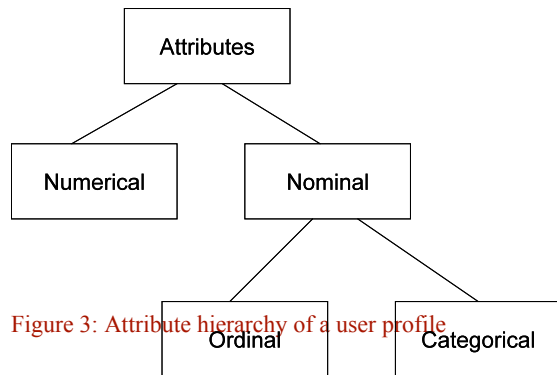 Attributes
Numerical
Nominal
Figure 3: Attribute hierarchy of a user profile
Ordinal
Categorical